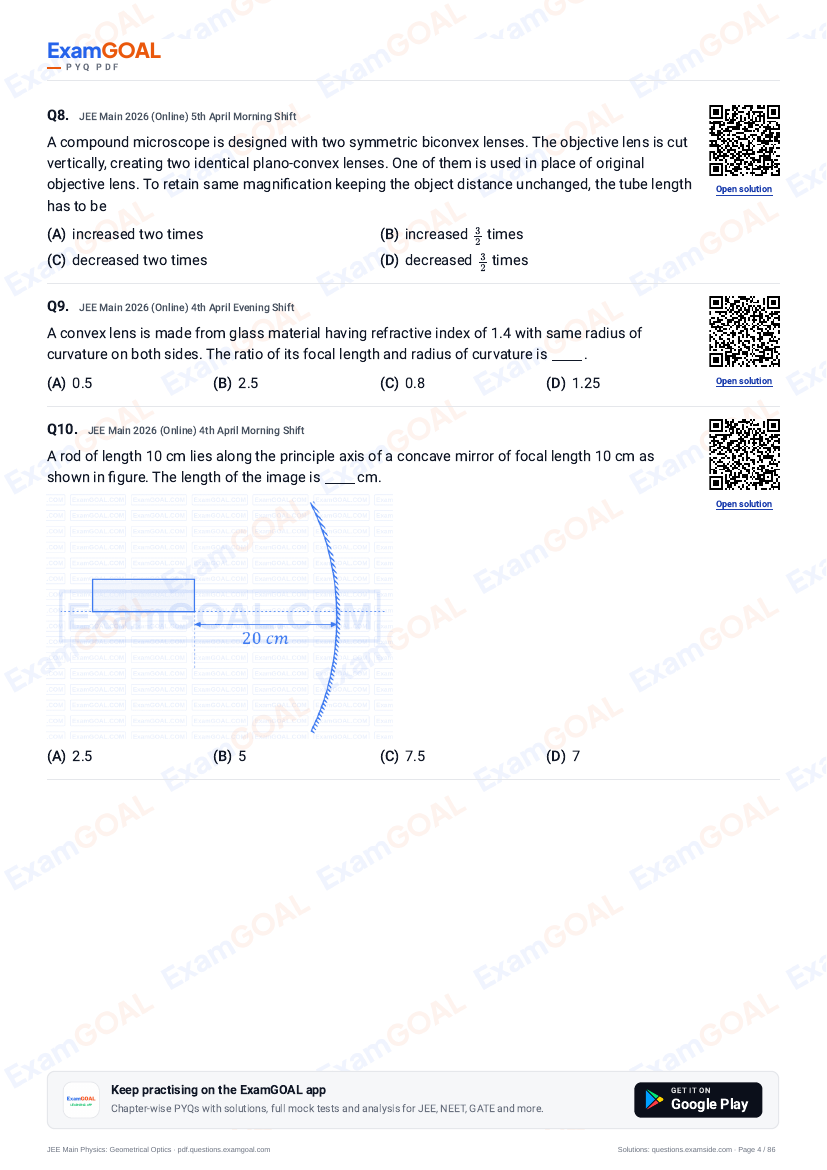 ExamGOAL
PYQ PDF
Q8. JEE Main 2026 (Online) 5th April Morning Shift
A compound microscope is designed with two symmetric biconvex lenses. The objective lens is cut
vertically, creating two identical plano-convex lenses. One of them is used in place of original
objective lens. To retain same magnification keeping the object distance unchanged, the tube length
has to be
Open solution
(A) increased two times (B) increased 3/2 times
(C) decreased two times (D) decreased 3/2 times
Q9. JEE Main 2026 (Online) 4th April Evening Shift
A convex lens is made from glass material having refractive index of 1.4 with same radius of
curvature on both sides. The ratio of its focal length and radius of curvature is ____ .
(A) 0.5 (B) 2.5 (C) 0.8 (D) 1.25
Open solution
Q10. JEE Main 2026 (Online) 4th April Morning Shift
A rod of length 10 cm lies along the principle axis of a concave mirror of focal length 10 cm as
shown in figure. The length of the image is ____ cm.
Open solution
ExamGOAL.COM
20 cm
(A) 2.5 (B) 5 (C) 7.5 (D) 7
Keep practising on the ExamGOAL app
Chapter-wise PYQs with solutions, full mock tests and analysis for JEE, NEET, GATE and more.
GET IT ON
Google Play
JEE Main Physics: Geometrical Optics · pdf.questions.examgoal.com
Solutions: questions.examside.com · Page 4 / 86